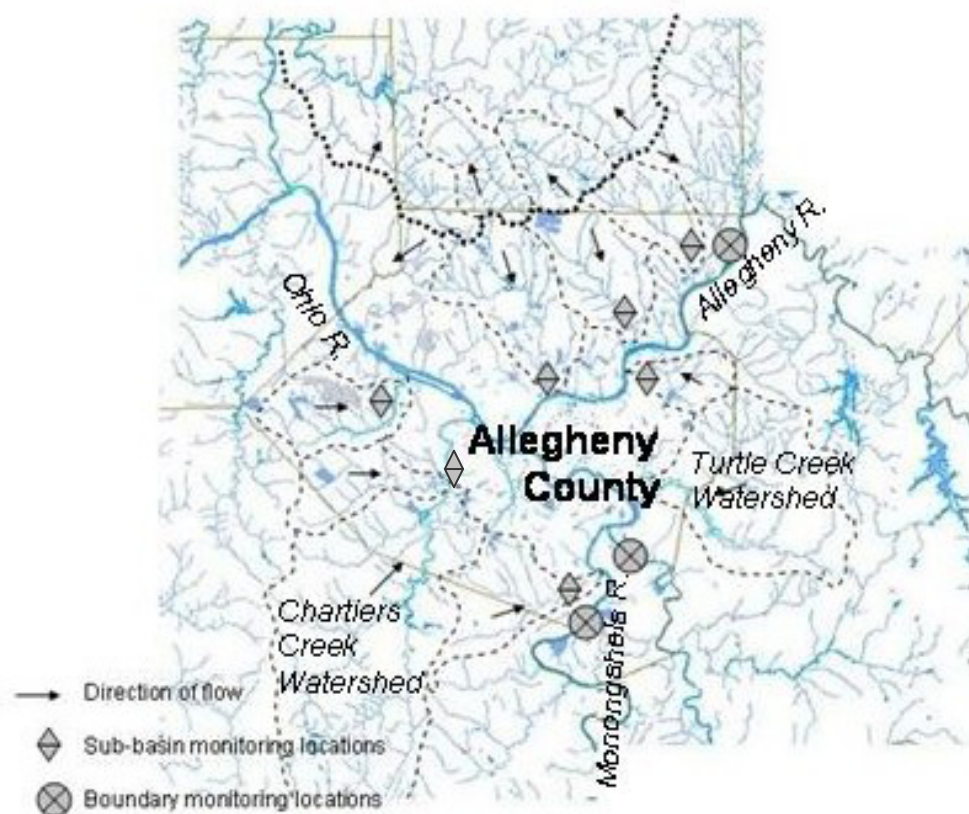 Ohio R.
Allegheny R.
Allegheny
County
Turtle Creek
Watershed
Chartiers
Creek
Watershed
Monongahela R.
Direction of flow
Sub-basin monitoring locations
Boundary monitoring locations